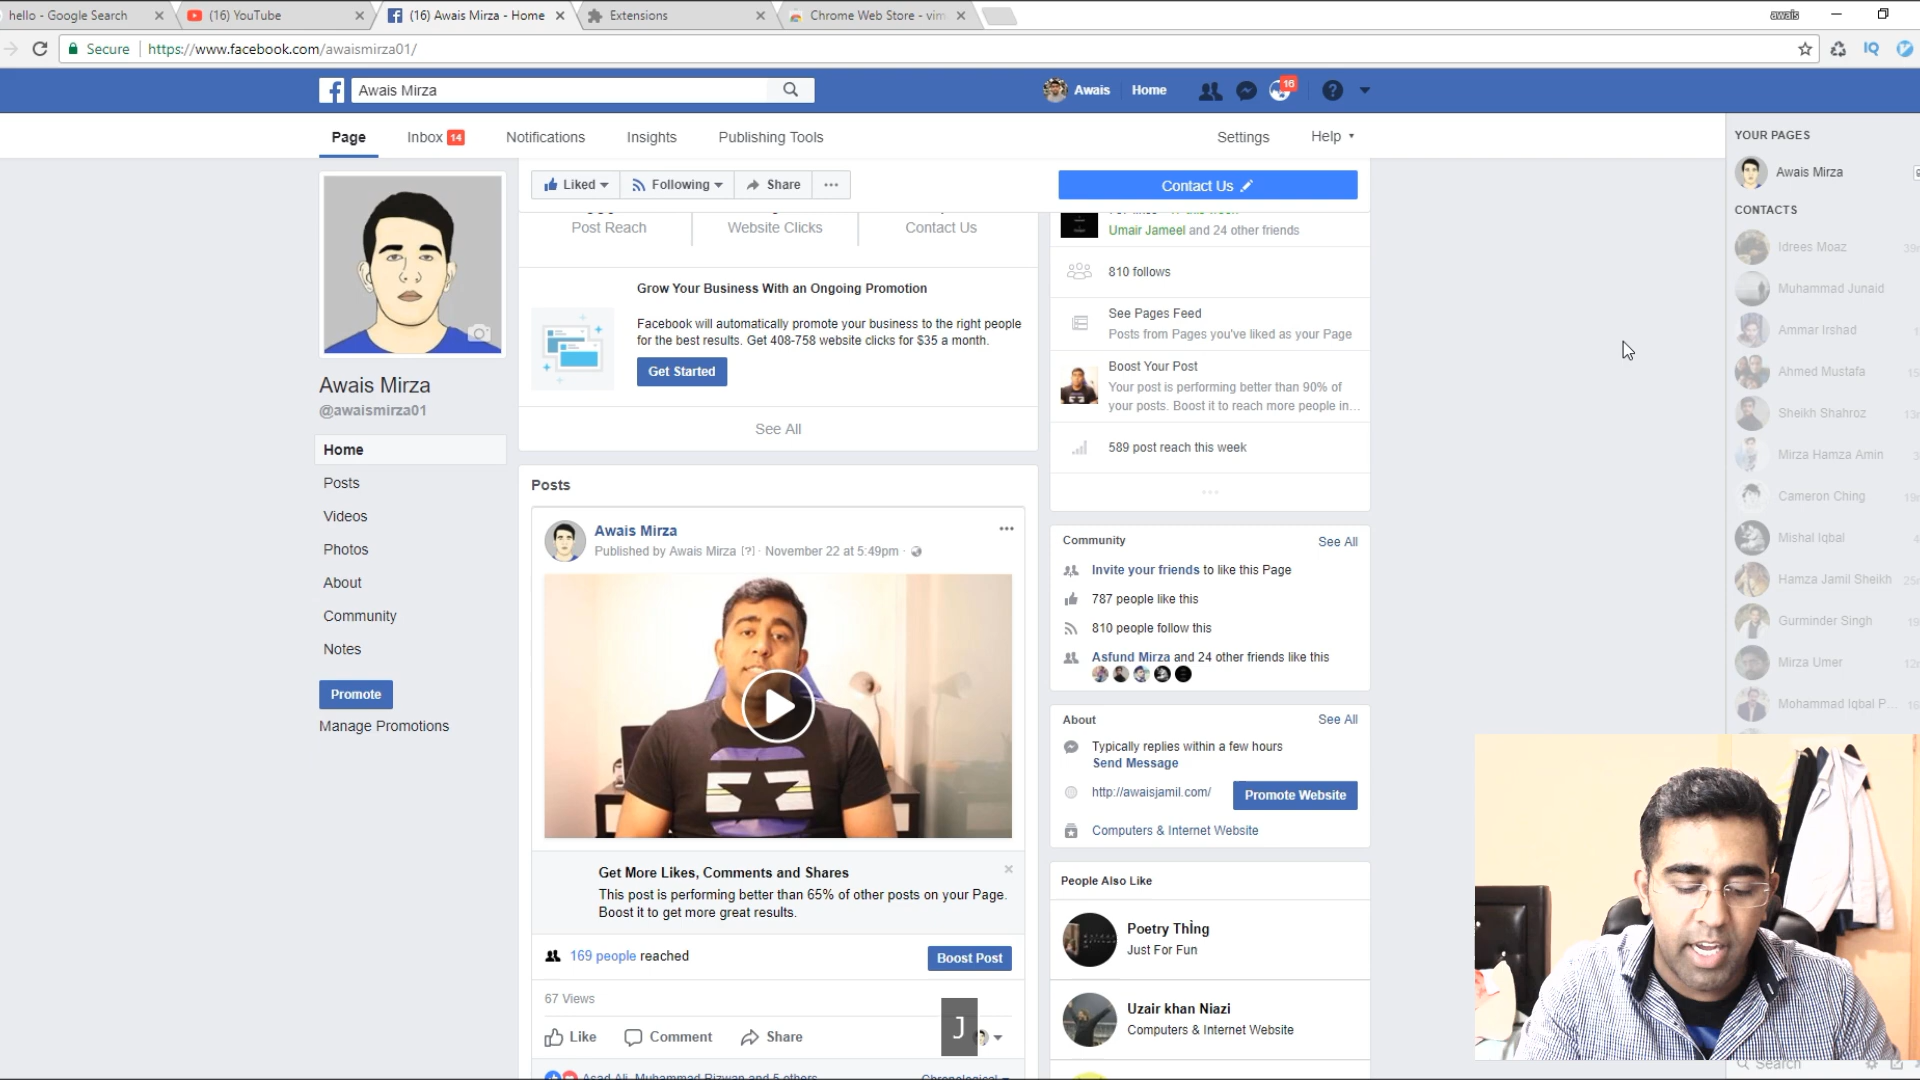 hello - Google Search
(16) YouTube
(16) Awais Mirza - Home
Extensions
Chrome Web Store - vim
awais
Secure
https://www.facebook.com/awaismirza01/
IQ
Awais Mirza
Awais
Home
16
Page
Inbox 14
Notifications
Insights
Publishing Tools
Settings
Help
Awais Mirza
@awaismirza01
Home
Posts
Videos
Photos
About
Community
Notes
Promote
Manage Promotions
Liked
Following
Share
Contact Us
Post Reach
Website Clicks
Contact Us
Grow Your Business With an Ongoing Promotion
Facebook will automatically promote your business to the right people
for the best results. Get 408-758 website clicks for $35 a month.
Get Started
See All
Posts
Awais Mirza
Published by Awais Mirza [?] · November 22 at 5:49pm ·
Get More Likes, Comments and Shares
This post is performing better than 65% of other posts on your Page.
Boost it to get more great results.
169 people reached
Boost Post
67 Views
Like
Comment
Share
J
Asad Ali, Muhammad Rizwan and 5 others
Chronological
Umair Jameel and 24 other friends
810 follows
See Pages Feed
Posts from Pages you've liked as your Page
Boost Your Post
Your post is performing better than 90% of
your posts. Boost it to reach more people in...
589 post reach this week
Community
See All
Invite your friends to like this Page
787 people like this
810 people follow this
Asfund Mirza and 24 other friends like this
About
See All
Typically replies within a few hours
Send Message
http://awaisjamil.com/
Promote Website
Computers & Internet Website
People Also Like
Poetry ThÌng
Just For Fun
Uzair khan Niazi
Computers & Internet Website
YOUR PAGES
Awais Mirza
CONTACTS
Idrees Moaz
Muhammad Junaid
Ammar Irshad
Ahmed Mustafa
Sheikh Shahroz
Mirza Hamza Amin
Cameron Ching
Mishal Iqbal
Hamza Jamil Sheikh
Gurminder Singh
Mirza Umer
Mohammad Iqbal P...
Search